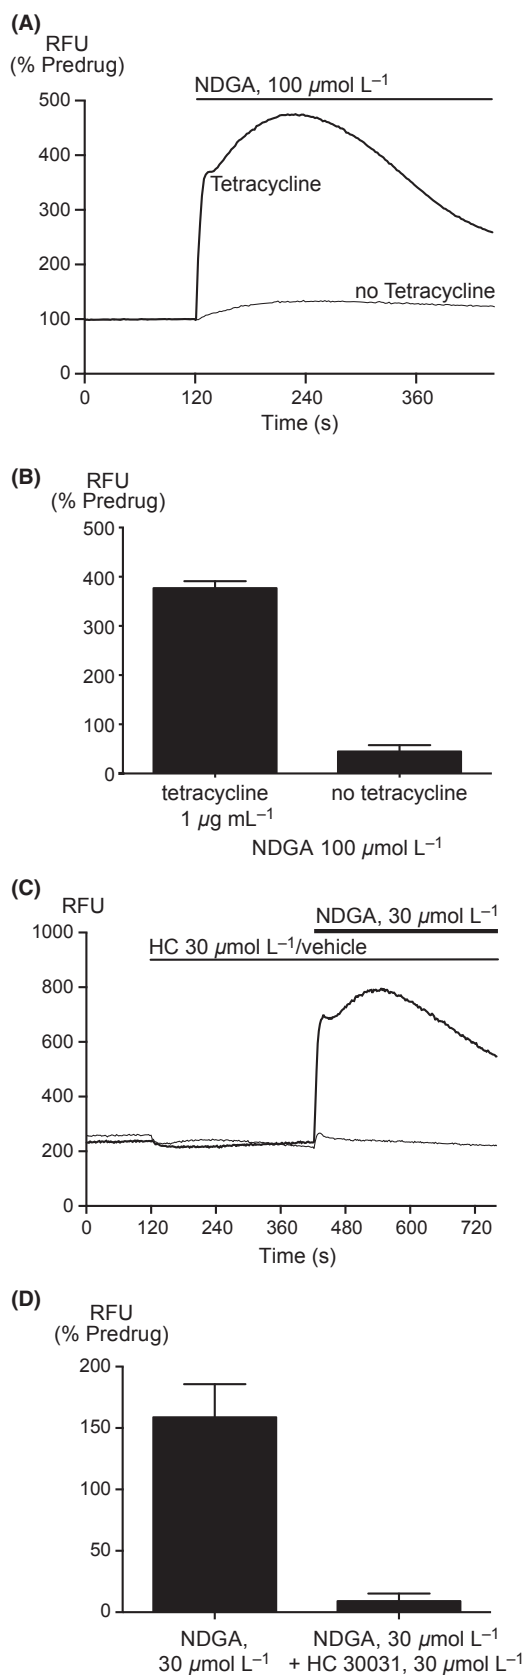 (A)
RFU
(% Predrug)
NDGA, 100 µmol L⁻¹
500
400
300
200
100
0
Tetracycline
no Tetracycline
0 120 240 360
Time (s)
(B)
RFU
(% Predrug)
500
400
300
200
100
0
tetracycline no tetracycline
1 µg mL⁻¹
NDGA 100 µmol L⁻¹
(C)
RFU
NDGA, 30 µmol L⁻¹
HC 30 µmol L⁻¹/vehicle
1000
800
600
400
200
0
0 120 240 360 480 600 720
Time (s)
(D)
RFU
(% Predrug)
200
150
100
50
0
NDGA, NDGA, 30 µmol L⁻¹
30 µmol L⁻¹ + HC 30031, 30 µmol L⁻¹